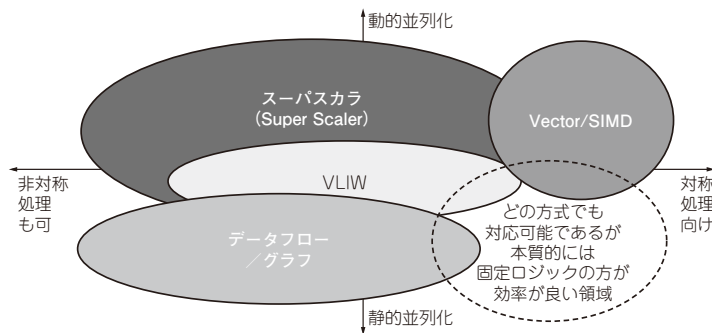 動的並列化
スーパスカラ
(Super Scaler)
Vector/SIMD
非対称
処理
も可
VLIW
対称
処理
向け
どの方式でも
対応可能であるが
本質的には
固定ロジックの方が
効率が良い領域
データフロー
／グラフ
静的並列化